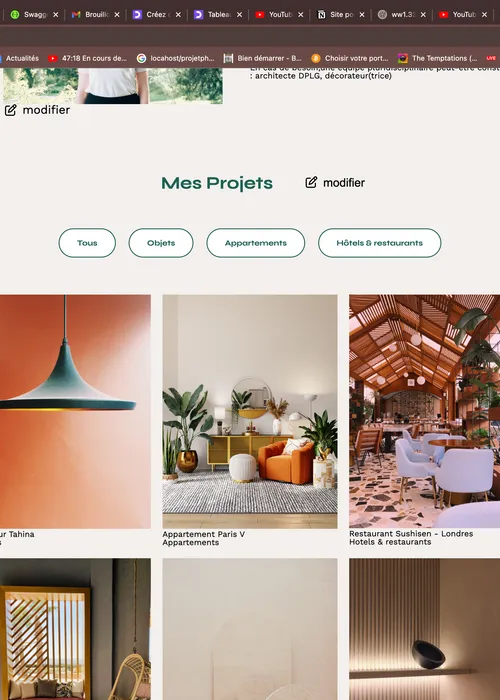 Swagg
Brouill
Créez
Tablea
YouTub
Site po
ww1.3
YouTub
Actualités
47:18 En cours de...
locahost/projetph...
Bien démarrer - B...
Choisir votre port...
The Temptations (...
LIVE
: architecte DPLG, décorateur(trice)
modifier
Mes Projets
modifier
Tous
Objets
Appartements
Hôtels & restaurants
ur Tahina
s
Appartement Paris V
Appartements
Restaurant Sushisen - Londres
Hotels & restaurants